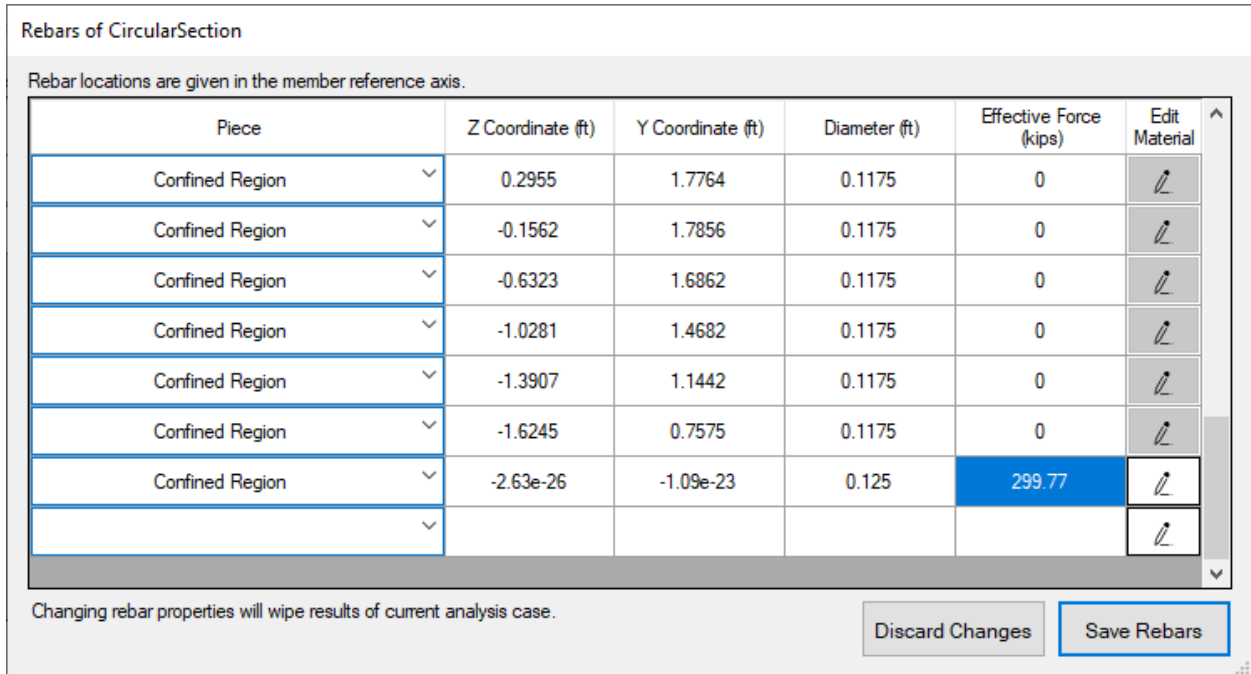 Rebars of CircularSection
Rebar locations are given in the member reference axis.
Piece Z Coordinate (ft) Y Coordinate (ft) Diameter (ft) Effective Force (kips) Edit Material
Confined Region 0.2955 1.7764 0.1175 0
Confined Region -0.1562 1.7856 0.1175 0
Confined Region -0.6323 1.6862 0.1175 0
Confined Region -1.0281 1.4682 0.1175 0
Confined Region -1.3907 1.1442 0.1175 0
Confined Region -1.6245 0.7575 0.1175 0
Confined Region -2.63e-26 -1.09e-23 0.125 299.77
Changing rebar properties will wipe results of current analysis case.
Discard Changes Save Rebars